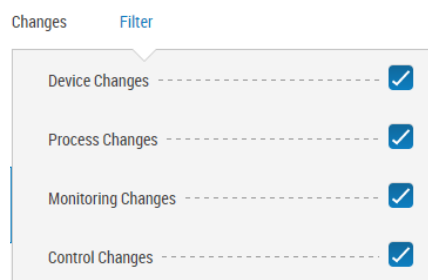 Changes Filter
Device Changes
Process Changes
Monitoring Changes
Control Changes